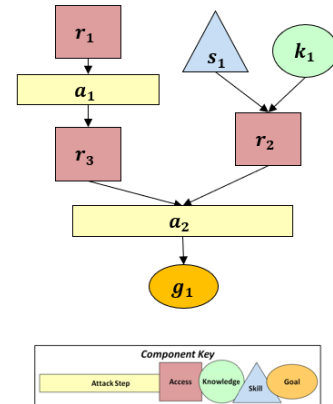 r1
s1 k1
a1
r3 r2
a2
g1
Component Key
Attack Step Access Knowledge Skill Goal